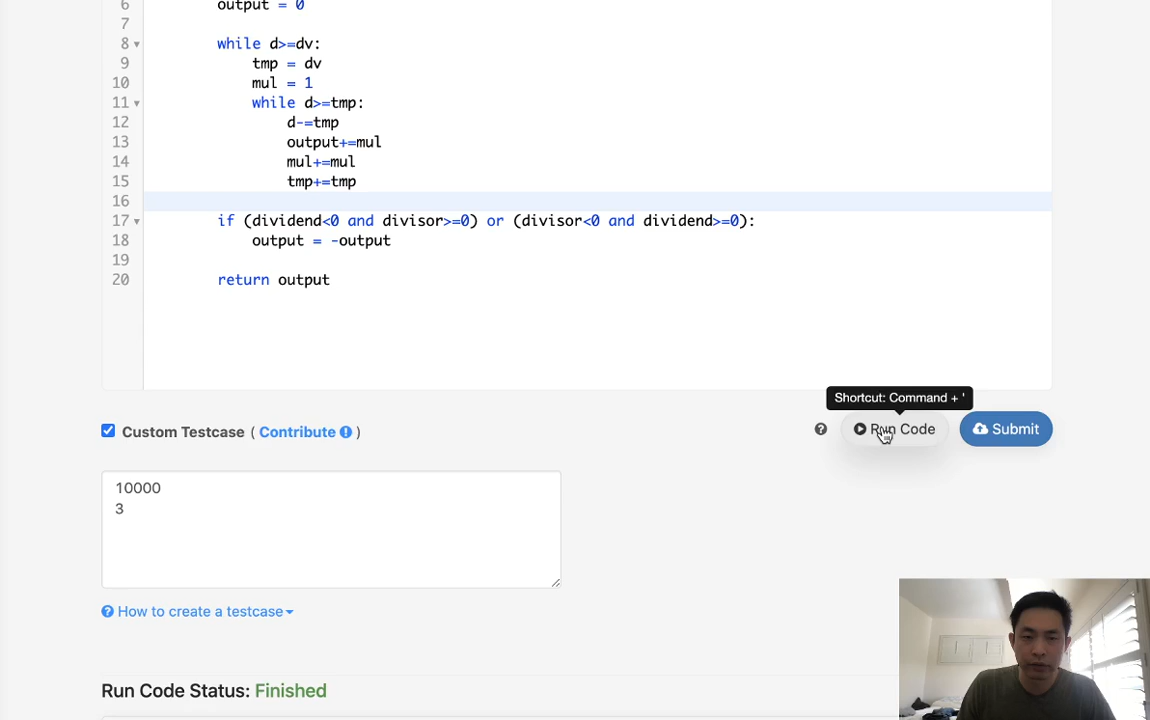 6 output = 0
7
8 while d>=dv:
9 tmp = dv
10 mul = 1
11 while d>=tmp:
12 d-=tmp
13 output+=mul
14 mul+=mul
15 tmp+=tmp
16
17 if (dividend<0 and divisor>=0) or (divisor<0 and dividend>=0):
18 output = -output
19
20 return output
Shortcut: Command + '
Custom Testcase ( Contribute )
Run Code
Submit
10000
3
How to create a testcase
Run Code Status: Finished